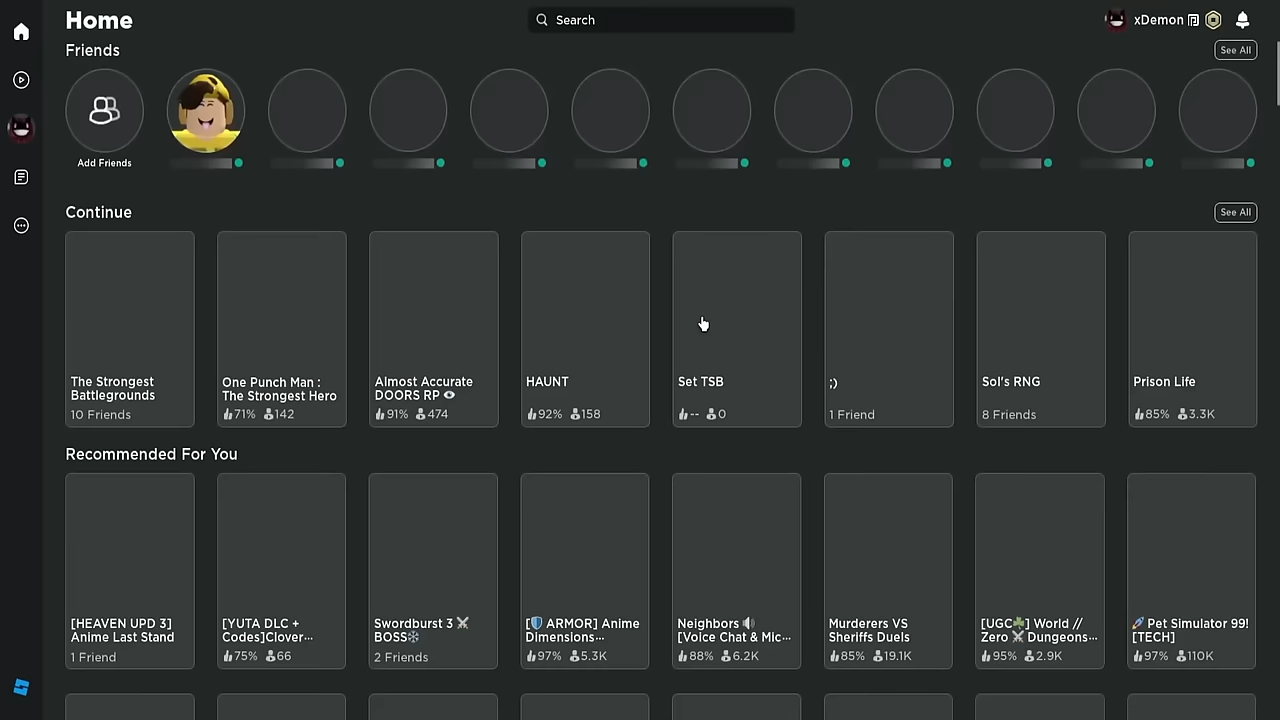 Home
Search
xDemon
Friends
See All
Add Friends
Continue
See All
The Strongest
Battlegrounds
10 Friends
One Punch Man :
The Strongest Hero
71% 142
Almost Accurate
DOORS RP 👁
91% 474
HAUNT
92% 158
Set TSB
-- 0
;)
1 Friend
Sol's RNG
8 Friends
Prison Life
85% 3.3K
Recommended For You
[HEAVEN UPD 3]
Anime Last Stand
1 Friend
[YUTA DLC +
Codes]Clover...
75% 66
Swordburst 3 ⚔
BOSS❄
2 Friends
[🛡 ARMOR] Anime
Dimensions...
97% 5.3K
Neighbors 🔊
[Voice Chat & Mic...
88% 6.2K
Murderers VS
Sheriffs Duels
85% 19.1K
[UGC☘] World //
Zero ⚔ Dungeons...
95% 2.9K
🚀 Pet Simulator 99!
[TECH]
97% 110K